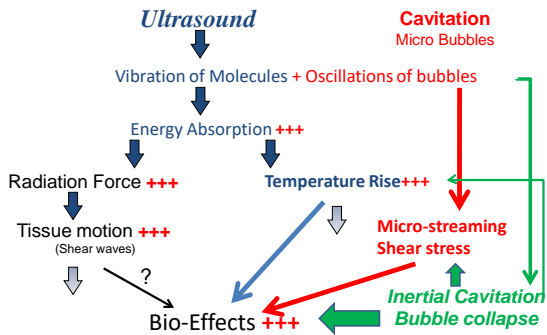 Ultrasound
Cavitation
Micro Bubbles
Vibration of Molecules + Oscillations of bubbles
Energy Absorption +++
Radiation Force +++
Temperature Rise+++
Tissue motion +++
(Shear waves)
Micro-streaming
Shear stress
?
Inertial Cavitation
Bubble collapse
Bio-Effects +++